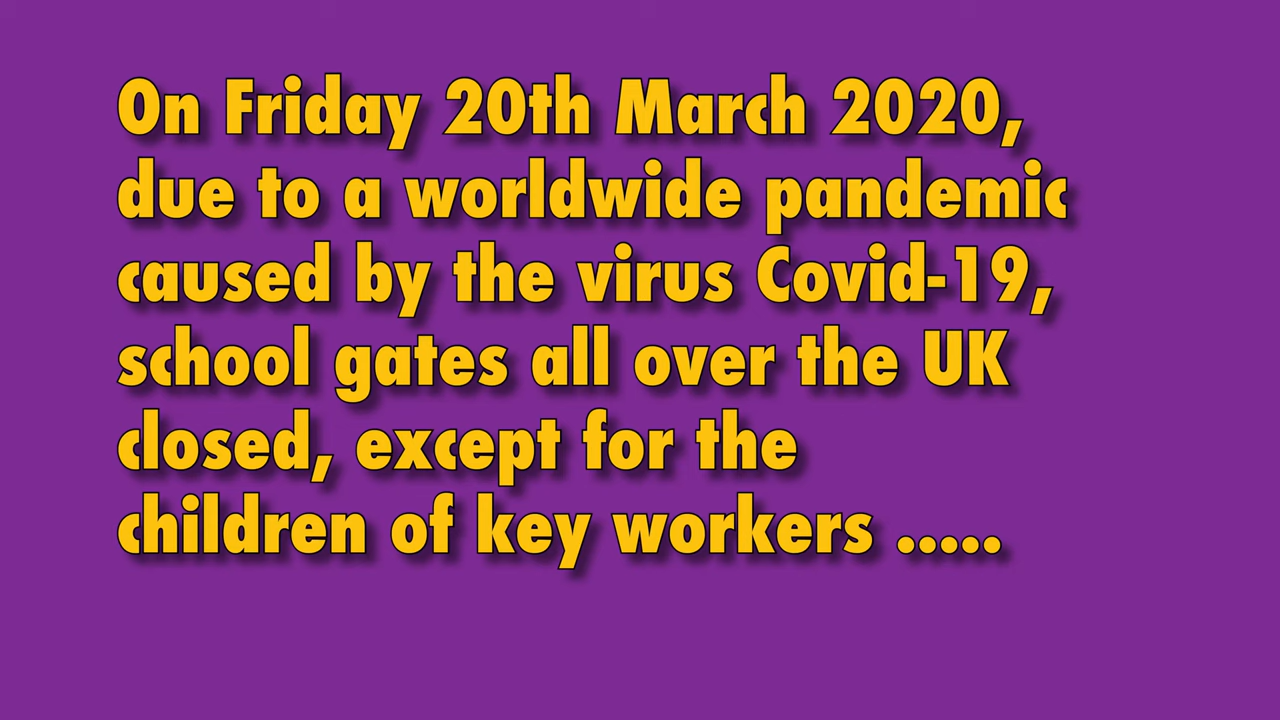 On Friday 20th March 2020,
due to a worldwide pandemic
caused by the virus Covid-19,
school gates all over the UK
closed, except for the
children of key workers .....